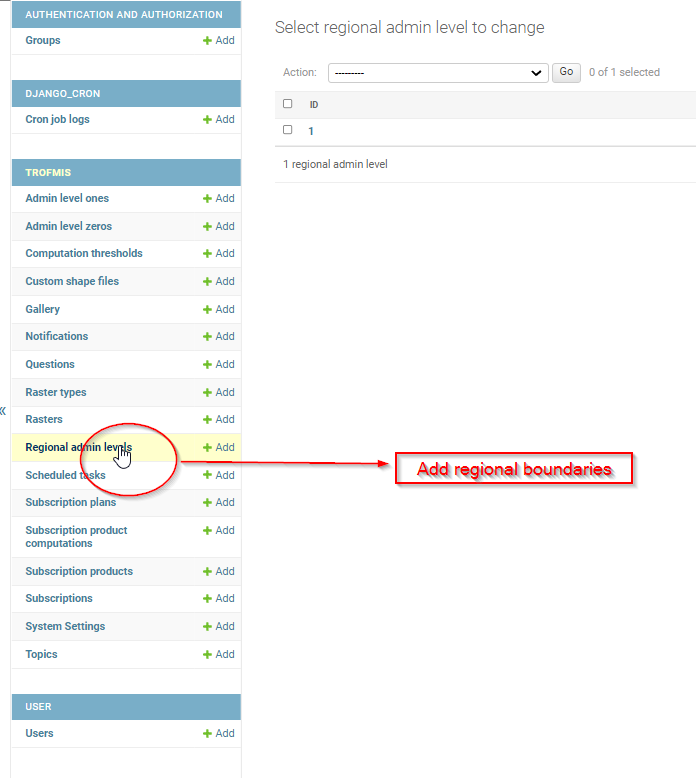 AUTHENTICATION AND AUTHORIZATION
Groups + Add
DJANGO_CRON
Cron job logs + Add
TROFMIS
Admin level ones + Add
Admin level zeros + Add
Computation thresholds + Add
Custom shape files + Add
Gallery + Add
Notifications + Add
Questions + Add
Raster types + Add
Rasters + Add
Regional admin levels + Add
Scheduled tasks + Add
Subscription plans + Add
Subscription product + Add
computations
Subscription products + Add
Subscriptions + Add
System Settings + Add
Topics + Add
USER
Users + Add
«
Select regional admin level to change
Action: --------- Go 0 of 1 selected
ID
1
1 regional admin level
Add regional boundaries